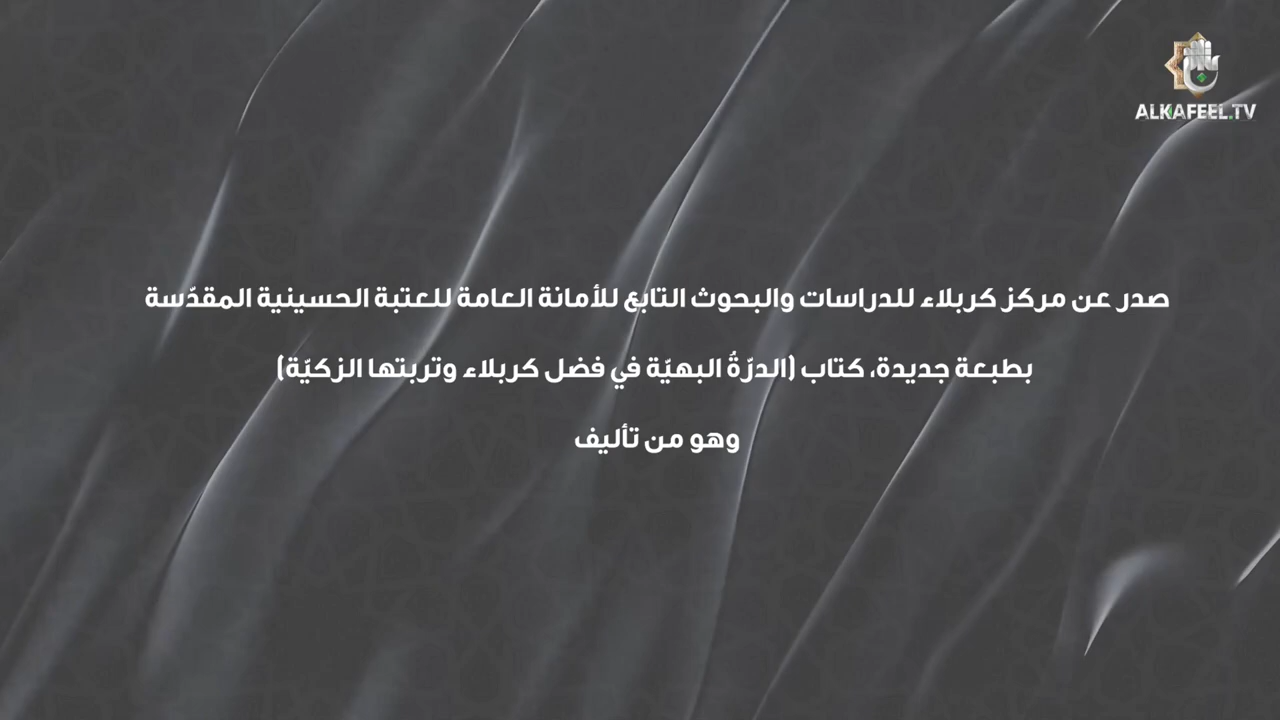 ALKAFEEL.TV
صدر عن مركز كربلاء للدراسات والبحوث التابع للأمانة العامة للعتبة الحسينية المقدّسة
بطبعة جديدة، كتاب (الدرّةُ البهيّة في فضل كربلاء وتربتها الزكيّة)
وهو من تأليف